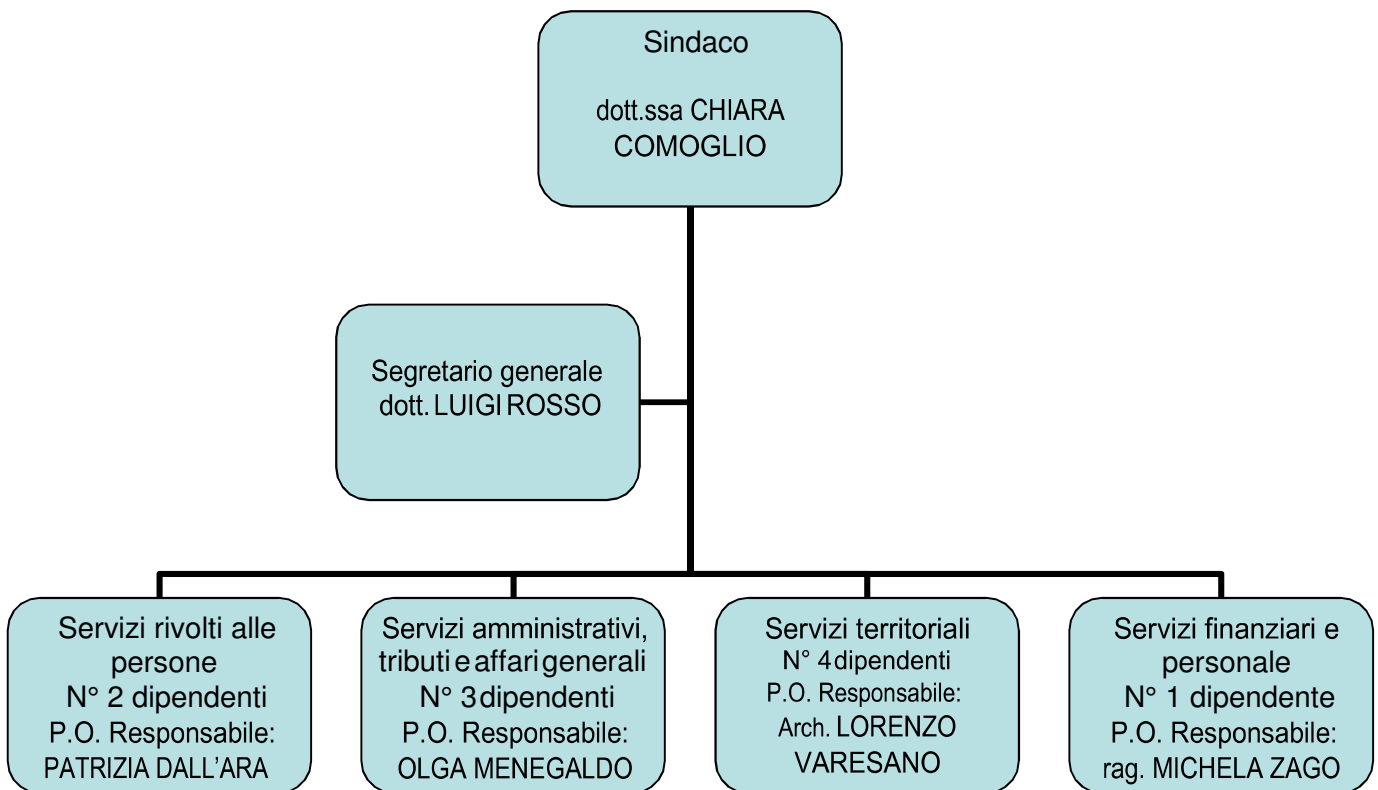 Sindaco
dott.ssa CHIARA
COMOGLIO
Segretario generale
dott. LUIGI ROSSO
Servizi rivolti alle
persone
N° 2 dipendenti
P.O. Responsabile:
PATRIZIA DALL’ARA
Servizi amministrativi,
tributi e affari generali
N° 3 dipendenti
P.O. Responsabile:
OLGA MENEGALDO
Servizi territoriali
N° 4 dipendenti
P.O. Responsabile:
Arch. LORENZO
VARESANO
Servizi finanziari e
personale
N° 1 dipendente
P.O. Responsabile:
rag. MICHELA ZAGO